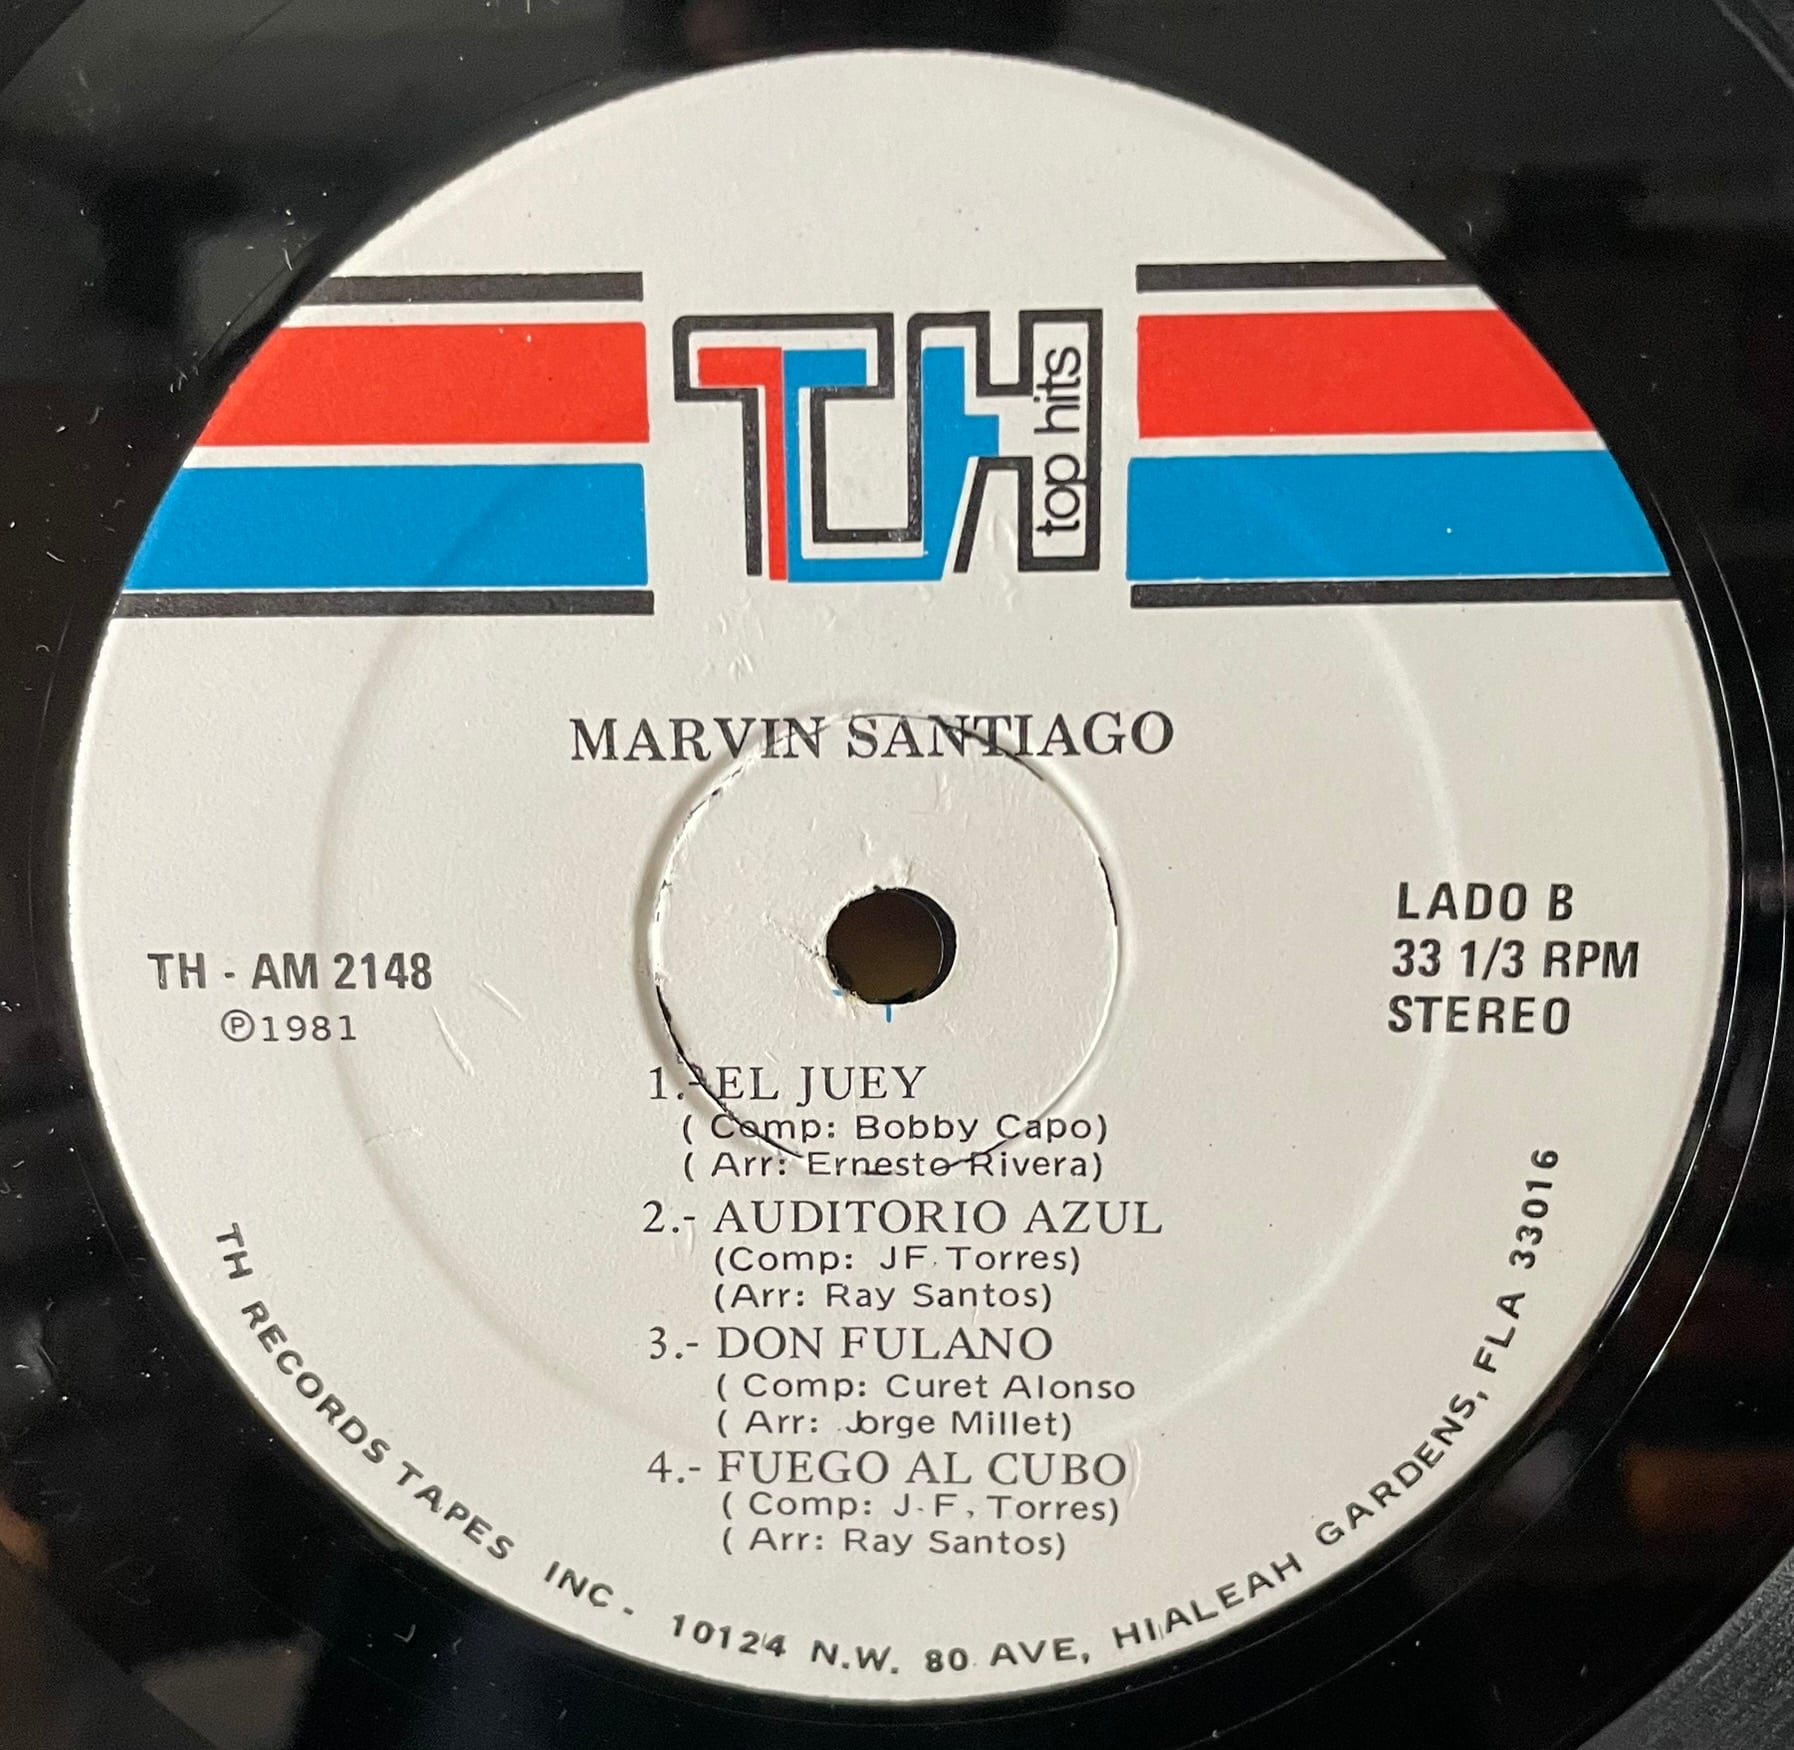 TH top hits
MARVIN SANTIAGO
TH - AM 2148
℗1981
LADO B
33 1/3 RPM
STEREO
1.- EL JUEY
( Comp: Bobby Capo)
( Arr: Ernesto Rivera)
2.- AUDITORIO AZUL
(Comp: JF. Torres)
(Arr: Ray Santos)
3.- DON FULANO
( Comp: Curet Alonso
( Arr: Jorge Millet)
4.- FUEGO AL CUBO
( Comp: J.F, Torres)
( Arr: Ray Santos)
TH RECORDS TAPES INC - 10124 N.W. 80 AVE, HIALEAH GARDENS, FLA 33016